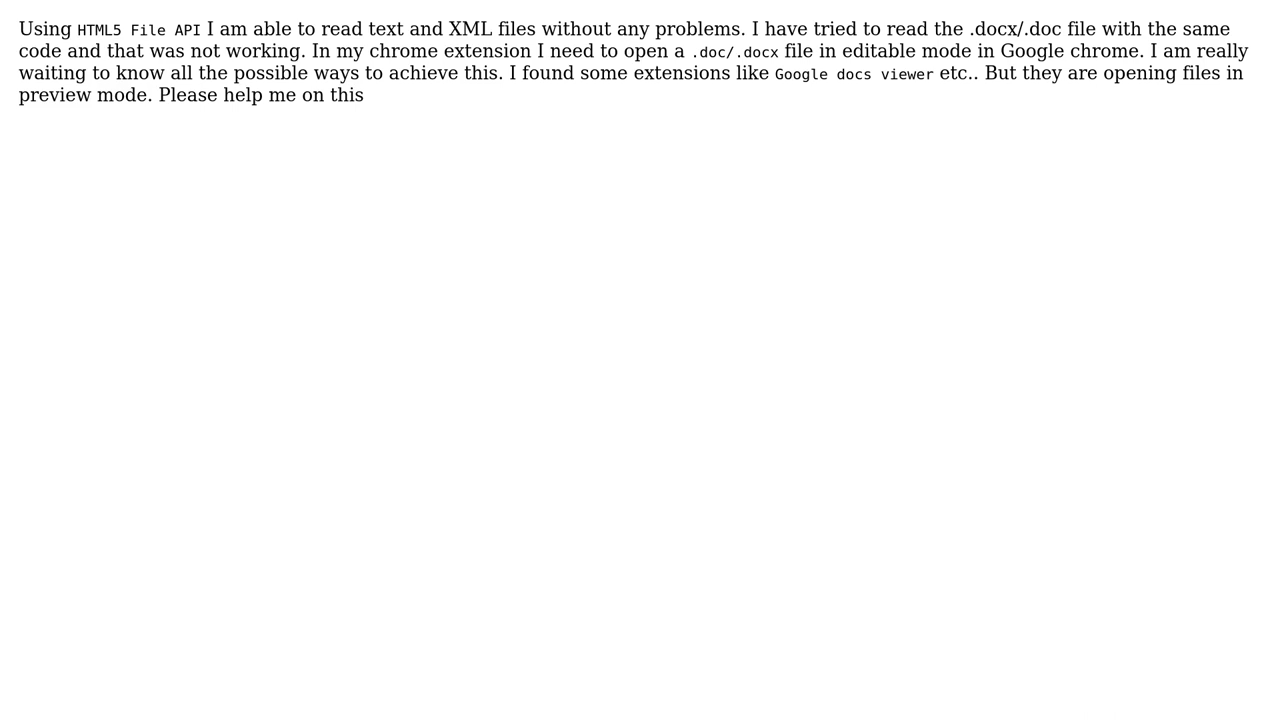 Using HTML5 File API I am able to read text and XML files without any problems. I have tried to read the .docx/.doc file with the same
code and that was not working. In my chrome extension I need to open a .doc/.docx file in editable mode in Google chrome. I am really
waiting to know all the possible ways to achieve this. I found some extensions like Google docs viewer etc.. But they are opening files in
preview mode. Please help me on this